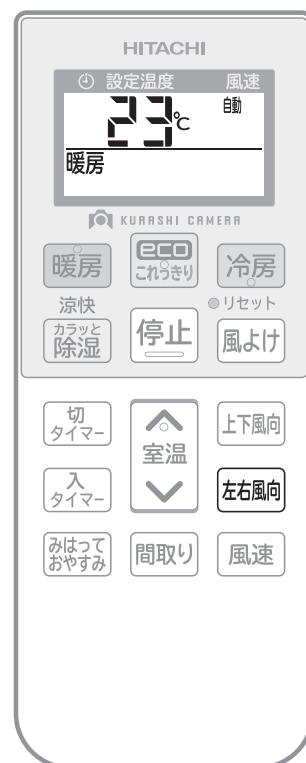 HITACHI
設定温度 風速
23℃ 自動
暖房
KURASHI CAMERA
暖房 eco これっきり 冷房
涼快 リセット
カラッと除湿 停止 風よけ
切タイマー 室温 上下風向
入タイマー 左右風向
みはっておやすみ 間取り 風速